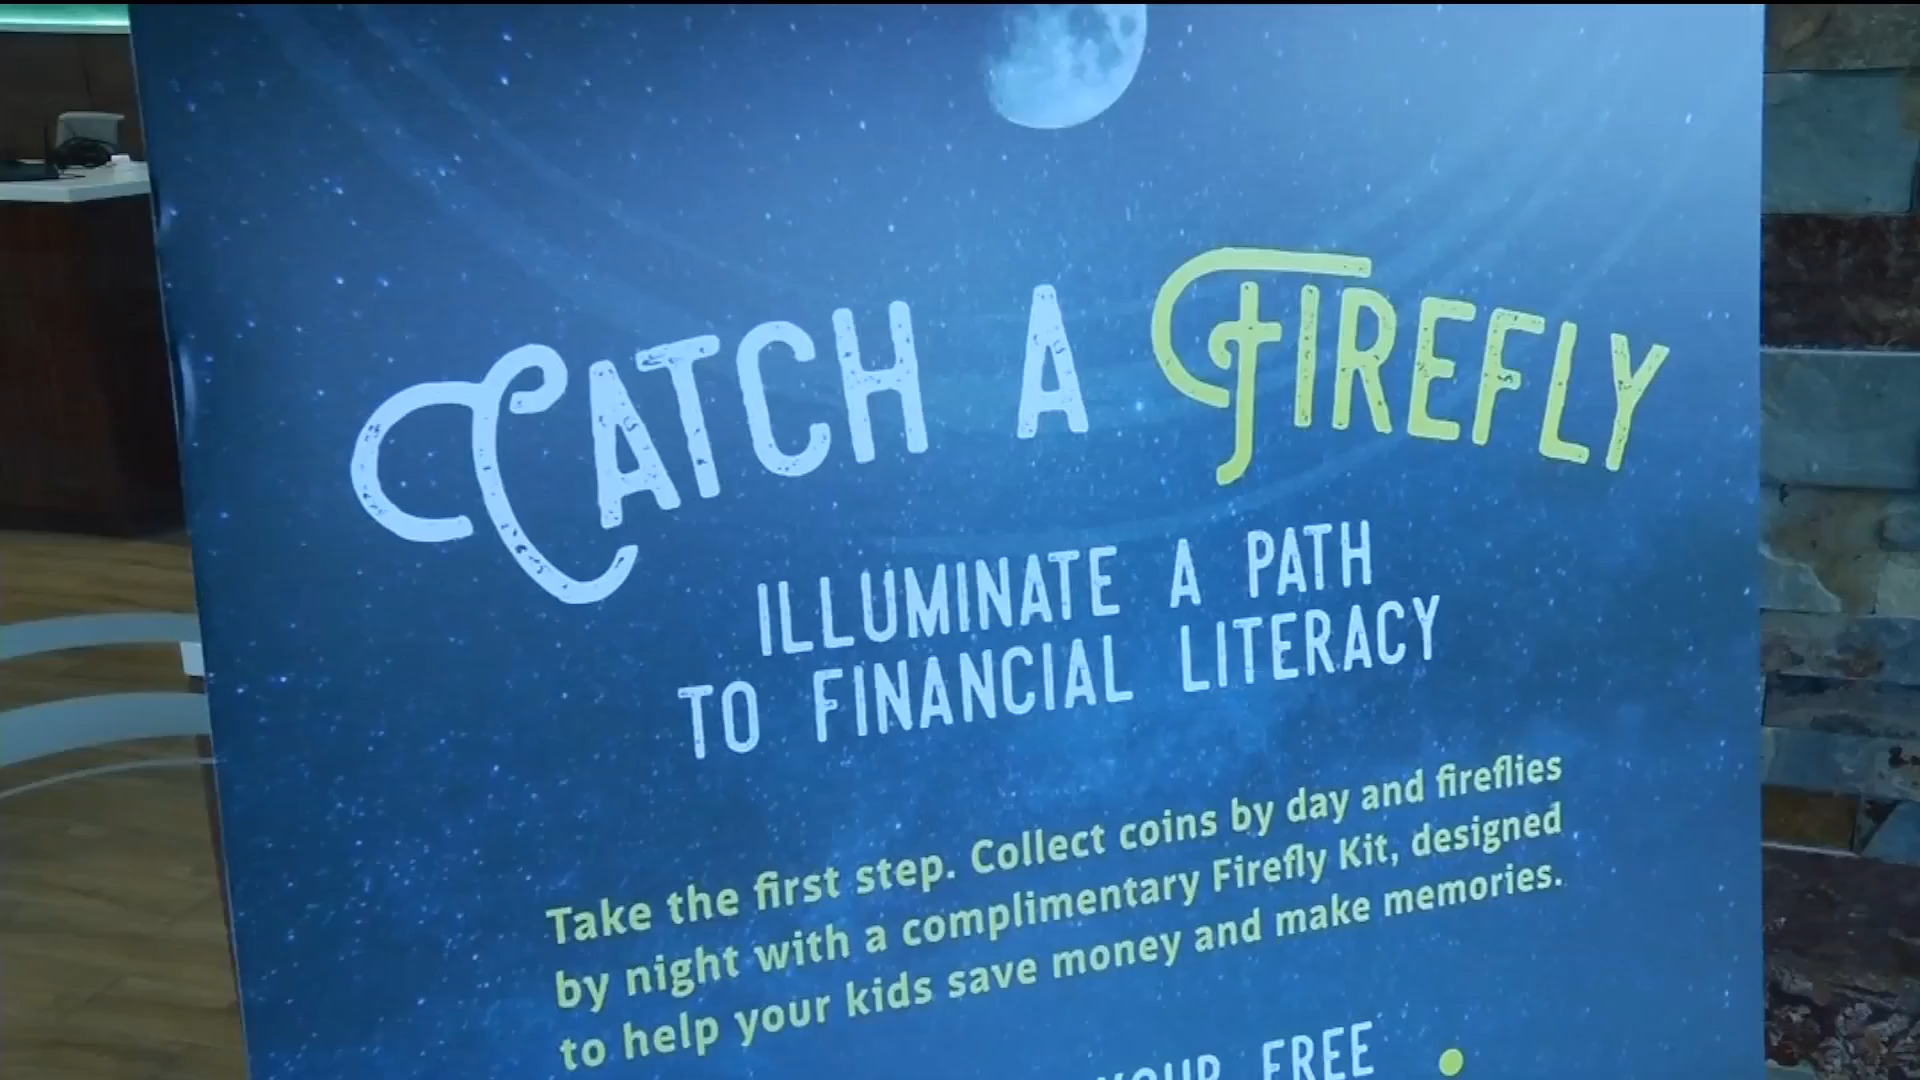 CATCH A FIREFLY
ILLUMINATE A PATH
TO FINANCIAL LITERACY
Take the first step. Collect coins by day and fireflies
by night with a complimentary Firefly Kit, designed
to help your kids save money and make memories.
YOUR FREE